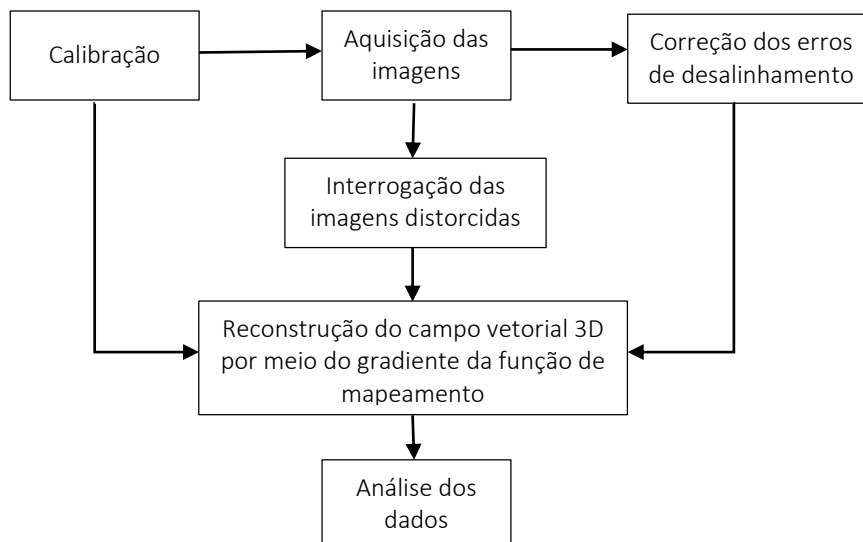 Calibração
Aquisição das
imagens
Correção dos erros
de desalinhamento
Interrogação das
imagens distorcidas
Reconstrução do campo vetorial 3D
por meio do gradiente da função de
mapeamento
Análise dos
dados